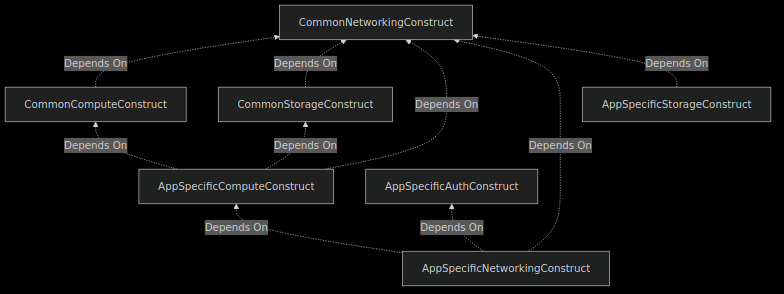 CommonNetworkingConstruct
Depends On
Depends On
Depends On
CommonComputeConstruct
CommonStorageConstruct
Depends On
AppSpecificStorageConstruct
Depends On
Depends On
Depends On
AppSpecificComputeConstruct
AppSpecificAuthConstruct
Depends On
Depends On
AppSpecificNetworkingConstruct